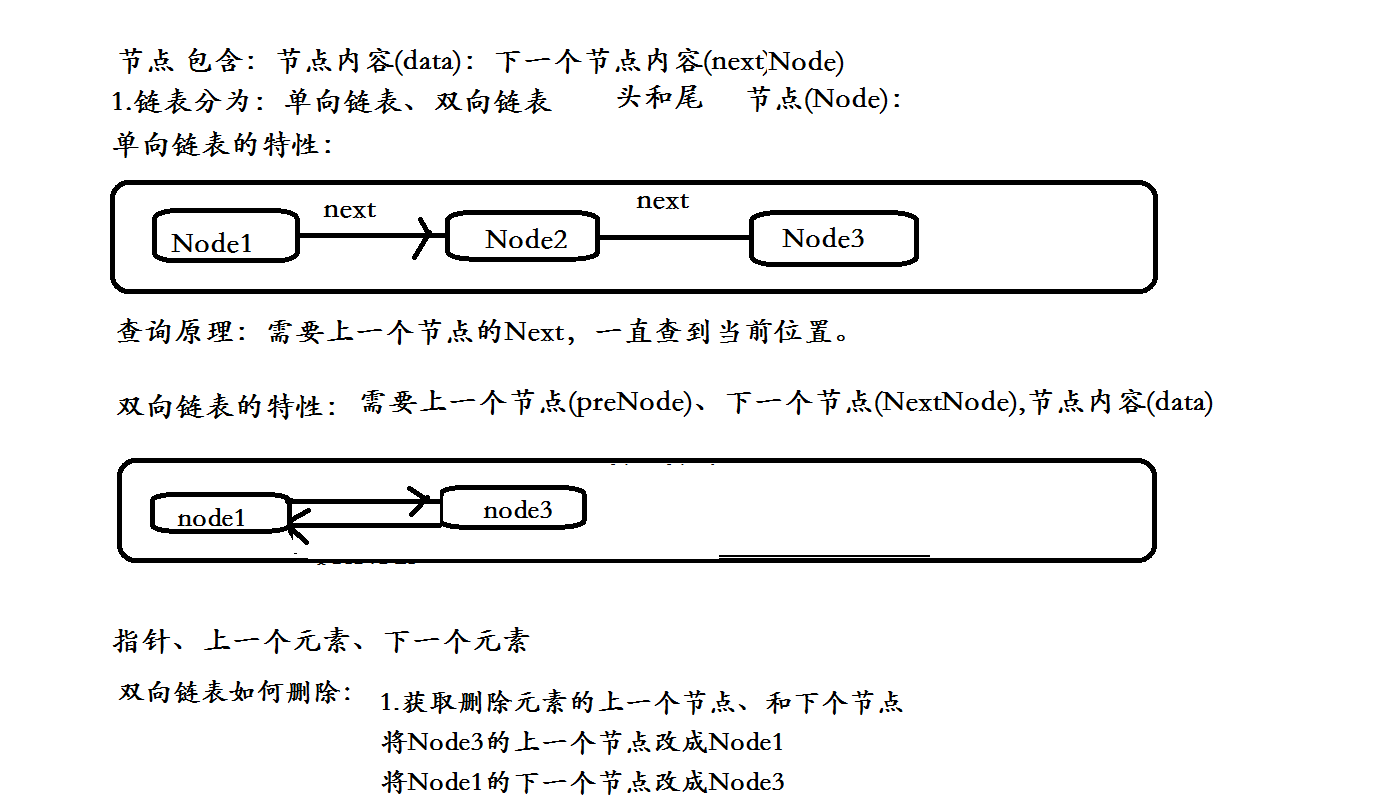 节点 包含：节点内容(data)：下一个节点内容(next)Node)
1.链表分为：单向链表、双向链表 头和尾 节点(Node)：
单向链表的特性：
next next
Node1 Node2 Node3
查询原理：需要上一个节点的Next，一直查到当前位置。
双向链表的特性：需要上一个节点(preNode)、下一个节点(NextNode),节点内容(data)
node1 node3
指针、上一个元素、下一个元素
双向链表如何删除：1.获取删除元素的上一个节点、和下个节点
将Node3的上一个节点改成Node1
将Node1的下一个节点改成Node3